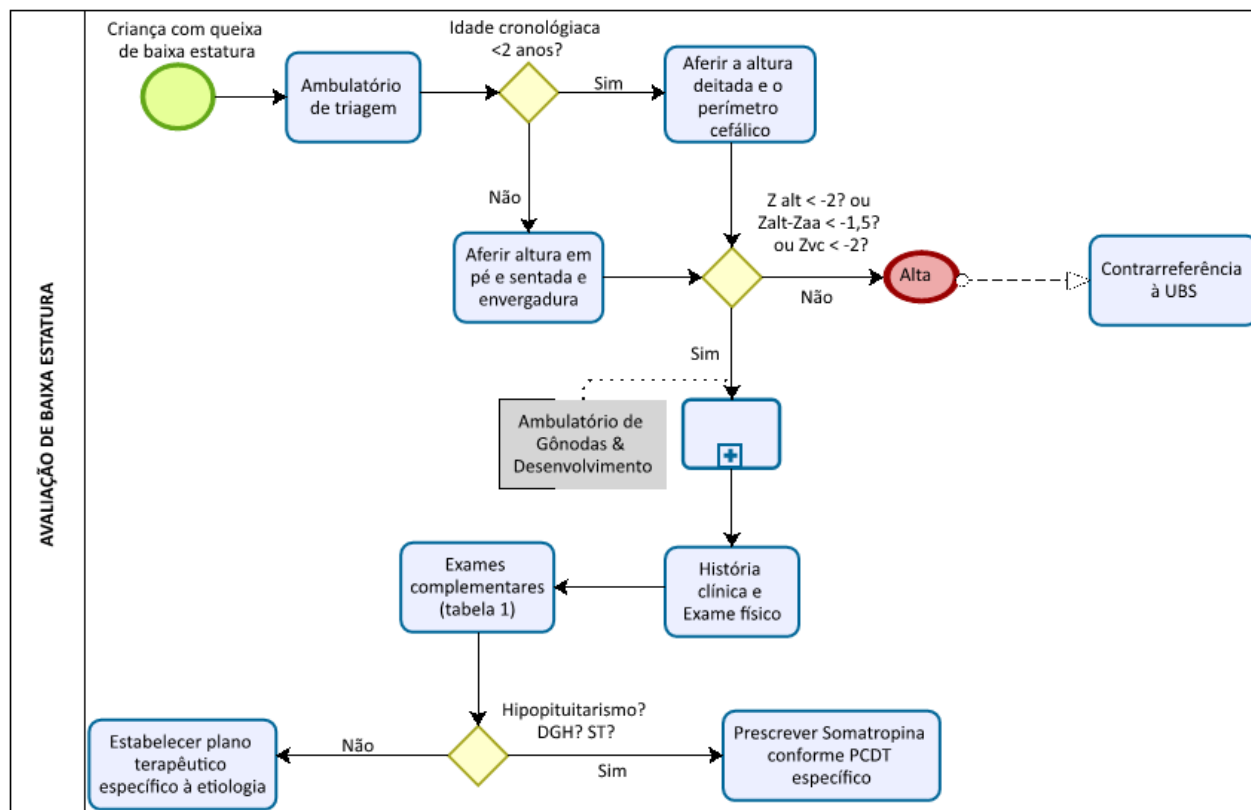 AVALIAÇÃO DE BAIXA ESTATURA
Criança com queixa
de baixa estatura
Ambulatório
de triagem
Idade cronológiaca
<2 anos?
Sim
Aferir a altura
deitada e o
perímetro
cefálico
Não
Aferir altura em
pé e sentada e
envergadura
Z alt < -2? ou
Zalt-Zaa < -1,5?
ou Zvc < -2?
Não
Alta
Contrarreferência
à UBS
Sim
Ambulatório de
Gônodas &
Desenvolvimento
História
clínica e
Exame físico
Exames
complementares
(tabela 1)
Hipopituitarismo?
DGH? ST?
Não
Estabelecer plano
terapêutico
específico à etiologia
Sim
Prescrever Somatropina
conforme PCDT
específico